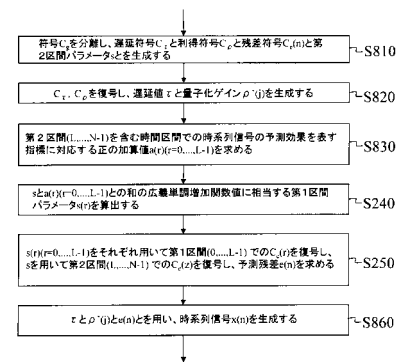 符号Cgを分離し、遅延符号Cτと利得符号Cρと残差符号Ce(n)と第
2区間パラメータsとを生成する
S810
Cτ、Cρを復号し、遅延値τと量子化ゲインρ^(j)を生成する
S820
第2区間(L,...,N-1)を含む時間区間での時系列信号の予測効果を表す
指標に対応する正の加算値a(r)(r=0,...,L-1)を求める
S830
sとa(r)(r=0,...,L-1)との和の広義単調増加関数値に相当する第1区間
パラメータs(r)を算出する
S240
s(r)(r=0,...,L-1)をそれぞれ用いて第1区間(0,...,L-1)でのCe(r)を復号し、
sを用いて第2区間(L,...,N-1)でのCe(z)を復号し、予測残差e(n)を求める
S250
τとρ^(j)とe(n)とを用い、時系列信号x(n)を生成する
S860